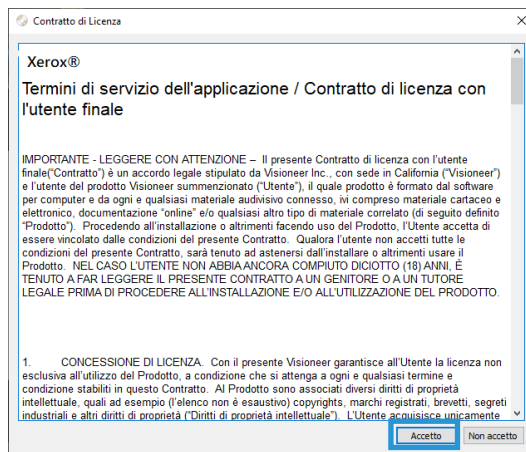 Contratto di Licenza
Xerox®
Termini di servizio dell'applicazione / Contratto di licenza con
l'utente finale
IMPORTANTE - LEGGERE CON ATTENZIONE – Il presente Contratto di licenza con l'utente
finale("Contratto") è un accordo legale stipulato da Visioneer Inc., con sede in California ("Visioneer")
e l'utente del prodotto Visioneer summenzionato ("Utente"), il quale prodotto è formato dal software
per computer e da ogni e qualsiasi materiale audivisivo connesso, ivi compreso materiale cartaceo e
elettronico, documentazione "online" e/o qualsiasi altro tipo di materiale correlato (di seguito definito
"Prodotto"). Procedendo all'installazione o altrimenti facendo uso del Prodotto, l'Utente accetta di
essere vincolato dalle condizioni del presente Contratto. Qualora l'utente non accetti tutte le
condizioni del presente Contratto, sarà tenuto ad astenersi dall'installare o altrimenti usare il
Prodotto. NEL CASO L'UTENTE NON ABBIA ANCORA COMPIUTO DICIOTTO (18) ANNI, È
TENUTO A FAR LEGGERE IL PRESENTE CONTRATTO A UN GENITORE O A UN TUTORE
LEGALE PRIMA DI PROCEDERE ALL'INSTALLAZIONE E/O ALL'UTILIZZAZIONE DEL PRODOTTO.
1. CONCESSIONE DI LICENZA. Con il presente Visioneer garantisce all'Utente la licenza non
esclusiva all'utilizzo del Prodotto, a condizione che si attenga a ogni e qualsiasi termine e
condizione stabiliti in questo Contratto. Al Prodotto sono associati diversi diritti di proprietà
intellettuale, quali ad esempio (l'elenco non è esaustivo) copyrights, marchi registrati, brevetti, segreti
industriali e altri diritti di proprietà ("Diritti di proprietà intellettuale"). L'Utente acquisisce unicamente
Accetto Non accetto